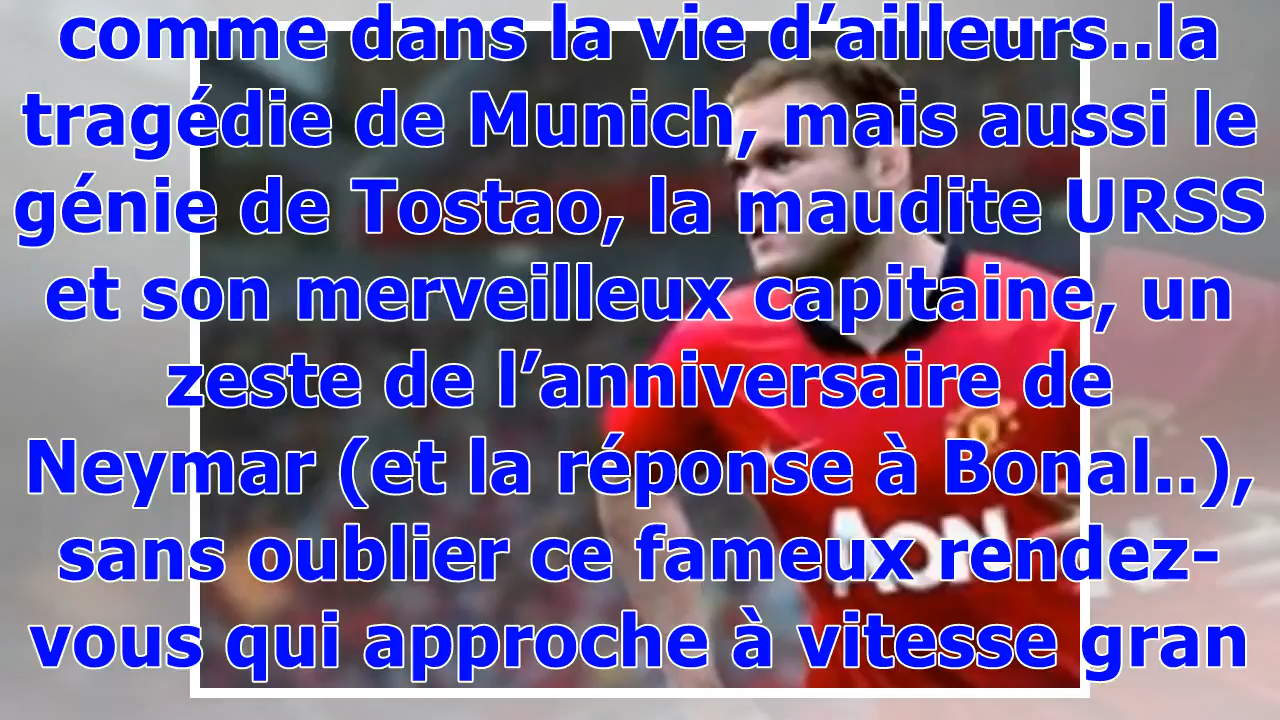 comme dans la vie d’ailleurs..la
tragédie de Munich, mais aussi le
génie de Tostao, la maudite URSS
et son merveilleux capitaine, un
zeste de l’anniversaire de
Neymar (et la réponse à Bonal..),
sans oublier ce fameux rendez-
vous qui approche à vitesse gran
AON